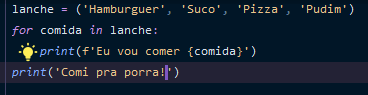 lanche = ('Hamburguer', 'Suco', 'Pizza', 'Pudim')
for comida in lanche:
    print(f'Eu vou comer {comida}')
print('Comi pra porra!')